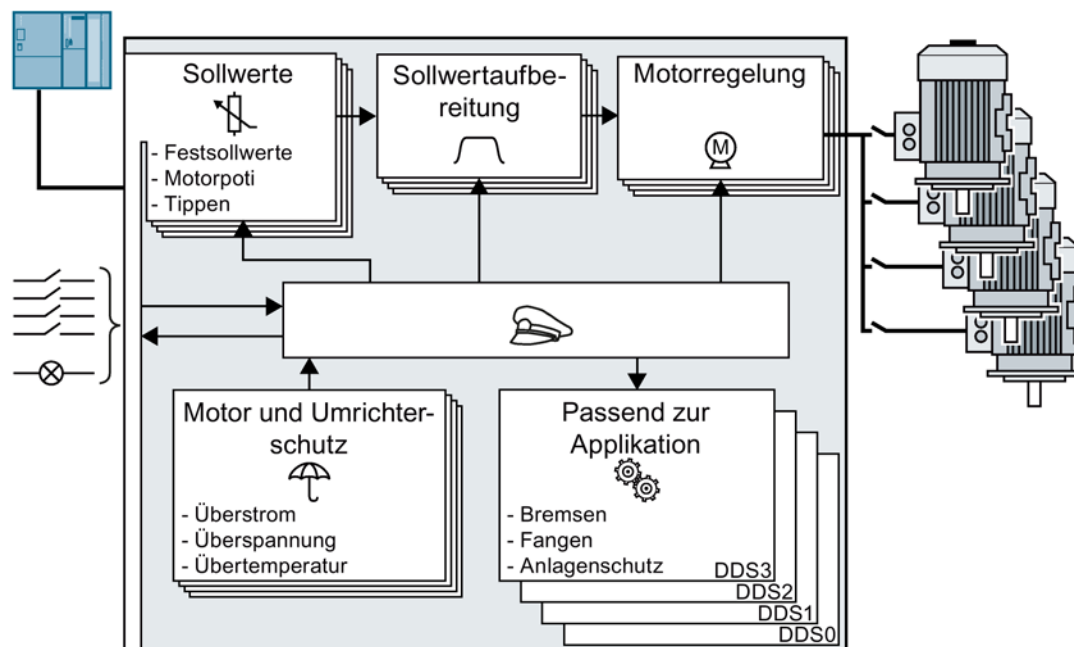 Sollwerte
- Festsollwerte
- Motorpoti
- Tippen
Sollwertaufbe-
reitung
Motorregelung
M
Motor und Umrichter-
schutz
- Überstrom
- Überspannung
- Übertemperatur
Passend zur
Applikation
- Bremsen
- Fangen
- Anlagenschutz
DDS3
DDS2
DDS1
DDS0